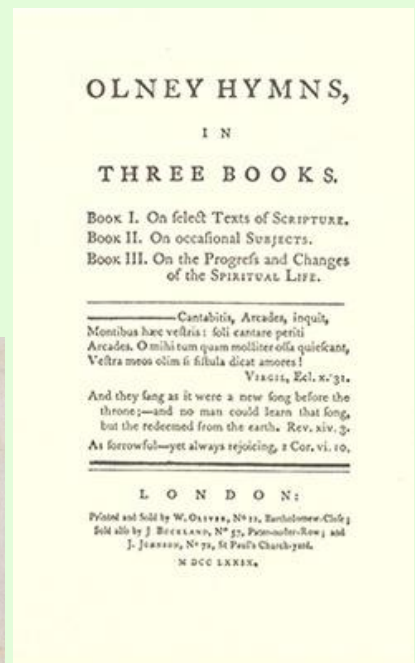 OLNEY HYMNS,
IN
THREE BOOKS.
Book I. On ſelect Texts of Scripture.
Book II. On occaſional Subjects.
Book III. On the Progreſs and Changes
of the Spiritual Life.
————Cantabitis, Arcades, inquit,
Montibus hæc veſtris: ſoli cantare periti
Arcades. O mihi tum quam molliter oſſa quieſcant,
Veſtra meos olim ſi fiſtula dicat amores!
Virgil, Ecl. x. 31.
And they ſang as it were a new ſong before the
throne;—and no man could learn that ſong,
but the redeemed from the earth. Rev. xiv. 3.
As ſorrowful—yet always rejoicing, 2 Cor. vi. 10.
LONDON:
Printed and Sold by W. Oliver, Nº 12, Bartholomew-Cloſe;
Sold alſo by J. Buckland, Nº 57, Pater-noſter-Row; and
J. Johnson, Nº 72, St Paul's Church-yard.
M DCC LXXIX.